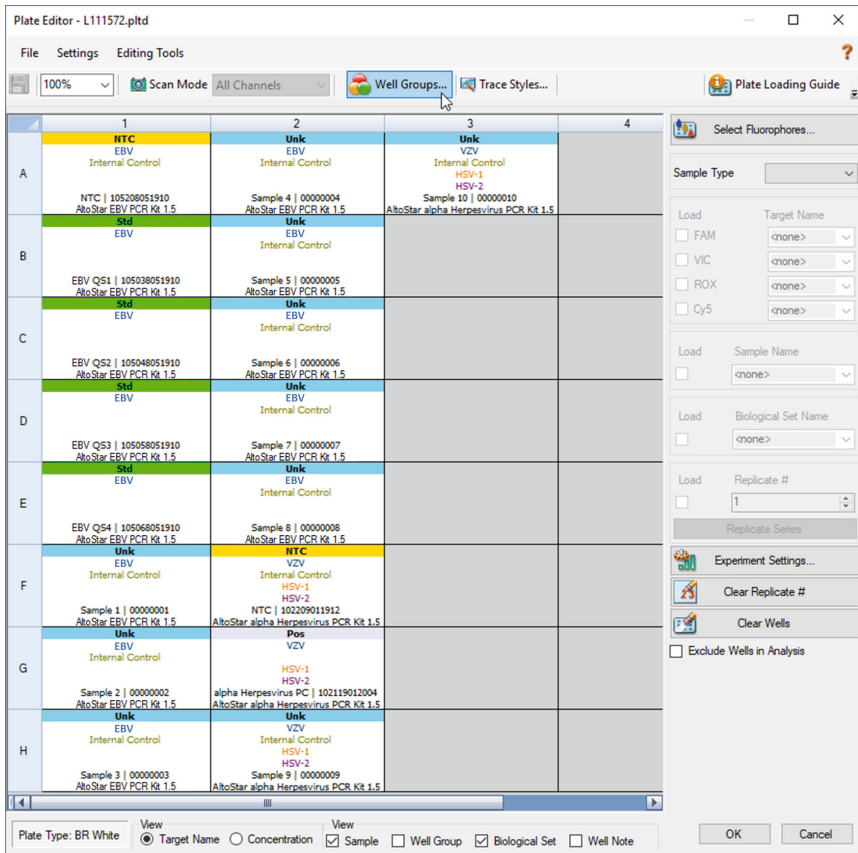 Plate Editor - L111572.pltd
File Settings Editing Tools ?
100% Scan Mode All Channels Well Groups... Trace Styles... Plate Loading Guide
1 2 3 4
A
NTC
EBV
Internal Control
NTC | 105208051910
AltoStar EBV PCR Kit 1.5
Unk
EBV
Internal Control
Sample 4 | 00000004
AltoStar EBV PCR Kit 1.5
Unk
VZV
Internal Control
HSV-1
HSV-2
Sample 10 | 00000010
AltoStar alpha Herpesvirus PCR Kit 1.5
B
Std
EBV
EBV QS1 | 105038051910
AltoStar EBV PCR Kit 1.5
Unk
EBV
Internal Control
Sample 5 | 00000005
AltoStar EBV PCR Kit 1.5
C
Std
EBV
EBV QS2 | 105048051910
AltoStar EBV PCR Kit 1.5
Unk
EBV
Internal Control
Sample 6 | 00000006
AltoStar EBV PCR Kit 1.5
D
Std
EBV
EBV QS3 | 105058051910
AltoStar EBV PCR Kit 1.5
Unk
EBV
Internal Control
Sample 7 | 00000007
AltoStar EBV PCR Kit 1.5
E
Std
EBV
EBV QS4 | 105068051910
AltoStar EBV PCR Kit 1.5
Unk
EBV
Internal Control
Sample 8 | 00000008
AltoStar EBV PCR Kit 1.5
F
Unk
EBV
Internal Control
Sample 1 | 00000001
AltoStar EBV PCR Kit 1.5
NTC
VZV
Internal Control
HSV-1
HSV-2
NTC | 102209011912
AltoStar alpha Herpesvirus PCR Kit 1.5
G
Unk
EBV
Internal Control
Sample 2 | 00000002
AltoStar EBV PCR Kit 1.5
Pos
VZV
HSV-1
HSV-2
alpha Herpesvirus PC | 102119012004
AltoStar alpha Herpesvirus PCR Kit 1.5
H
Unk
EBV
Internal Control
Sample 3 | 00000003
AltoStar EBV PCR Kit 1.5
Unk
VZV
Internal Control
HSV-1
HSV-2
Sample 9 | 00000009
AltoStar alpha Herpesvirus PCR Kit 1.5
Select Fluorophores...
Sample Type
Load Target Name
FAM <none>
VIC <none>
ROX <none>
Cy5 <none>
Load Sample Name
<none>
Load Biological Set Name
<none>
Load Replicate #
1
Replicate Series
Experiment Settings...
Clear Replicate #
Clear Wells
Exclude Wells in Analysis
Plate Type: BR White
View
Target Name Concentration
View
Sample Well Group Biological Set Well Note
OK Cancel